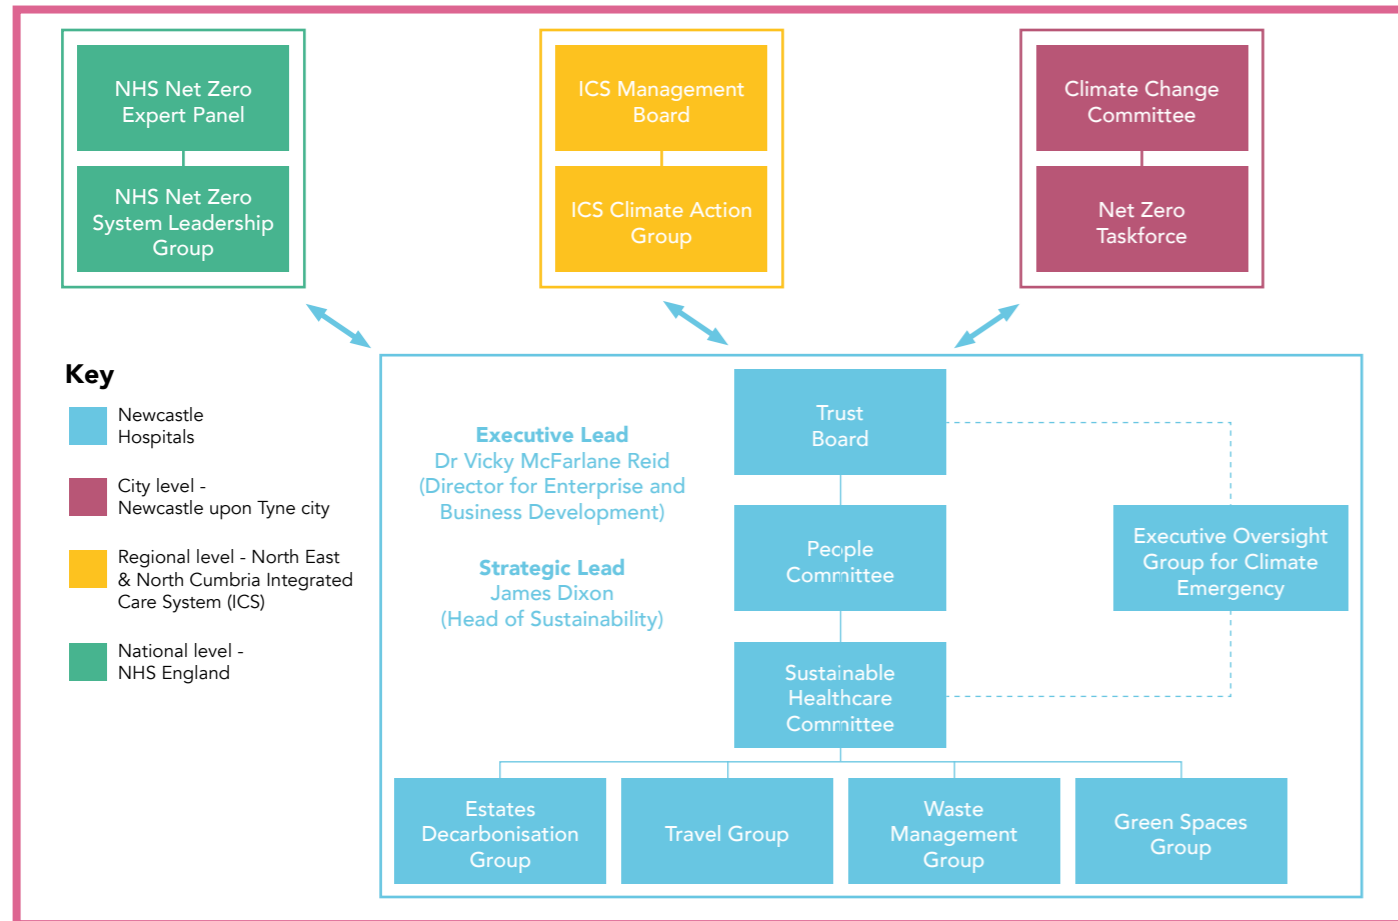 NHS Net Zero
Expert Panel
NHS Net Zero
System Leadership
Group
ICS Management
Board
ICS Climate Action
Group
Climate Change
Committee
Net Zero
Taskforce
Key
Newcastle
Hospitals
City level -
Newcastle upon Tyne city
Regional level - North East
& North Cumbria Integrated
Care System (ICS)
National level -
NHS England
Executive Lead
Dr Vicky McFarlane Reid
(Director for Enterprise and
Business Development)
Strategic Lead
James Dixon
(Head of Sustainability)
Trust
Board
People
Committee
Sustainable
Healthcare
Committee
Executive Oversight
Group for Climate
Emergency
Estates
Decarbonisation
Group
Travel Group
Waste
Management
Group
Green Spaces
Group